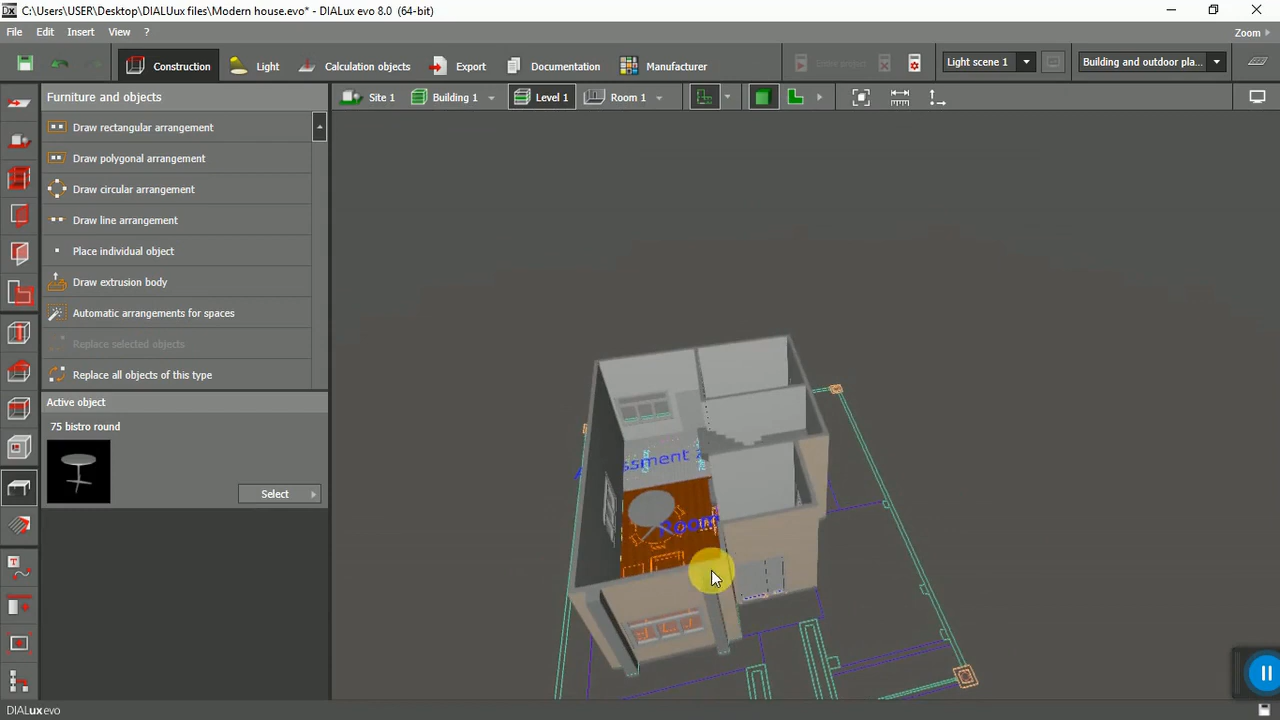 C:\Users\USER\Desktop\DIALUux files\Modern house.evo* - DIALux evo 8.0 (64-bit)
File Edit Insert View ?
Zoom
Construction Light Calculation objects Export Documentation Manufacturer
Entire project
Light scene 1
Building and outdoor pla...
Furniture and objects
Site 1 Building 1 Level 1 Room 1
Draw rectangular arrangement
Draw polygonal arrangement
Draw circular arrangement
Draw line arrangement
Place individual object
Draw extrusion body
Automatic arrangements for spaces
Replace selected objects
Replace all objects of this type
Active object
75 bistro round
Select
Room
DIALux evo